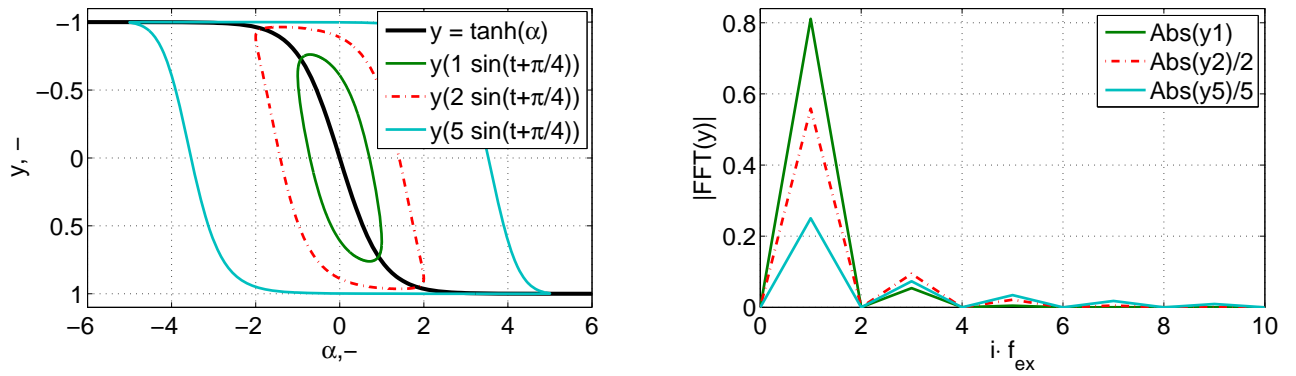 −1
−0.5
0
0.5
1
y, −
−6
−4
−2
0
2
4
6
α,−
y = tanh(α)
y(1 sin(t+π/4))
y(2 sin(t+π/4))
y(5 sin(t+π/4))
0.8
0.6
0.4
0.2
0
|FFT(y)|
0
2
4
6
8
10
i· f_ex
Abs(y1)
Abs(y2)/2
Abs(y5)/5